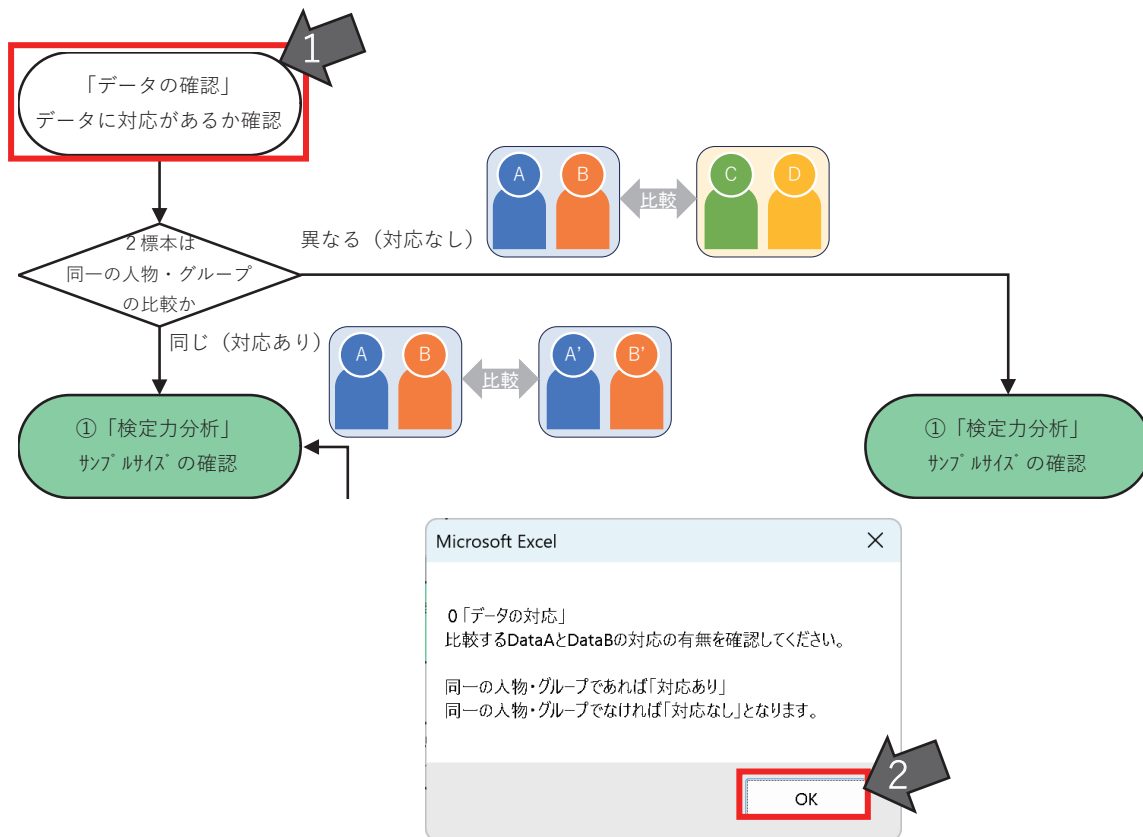 1
「データの確認」
データに対応があるか確認
A
B
比較
C
D
異なる（対応なし）
２標本は
同一の人物・グループ
の比較か
同じ（対応あり）
A
B
比較
A'
B'
①「検定力分析」
ｻﾝﾌﾟﾙｻｲｽﾞの確認
①「検定力分析」
ｻﾝﾌﾟﾙｻｲｽﾞの確認
Microsoft Excel
0「データの対応」
比較するDataAとDataBの対応の有無を確認してください。
同一の人物・グループであれば「対応あり」
同一の人物・グループでなければ「対応なし」となります。
2
OK